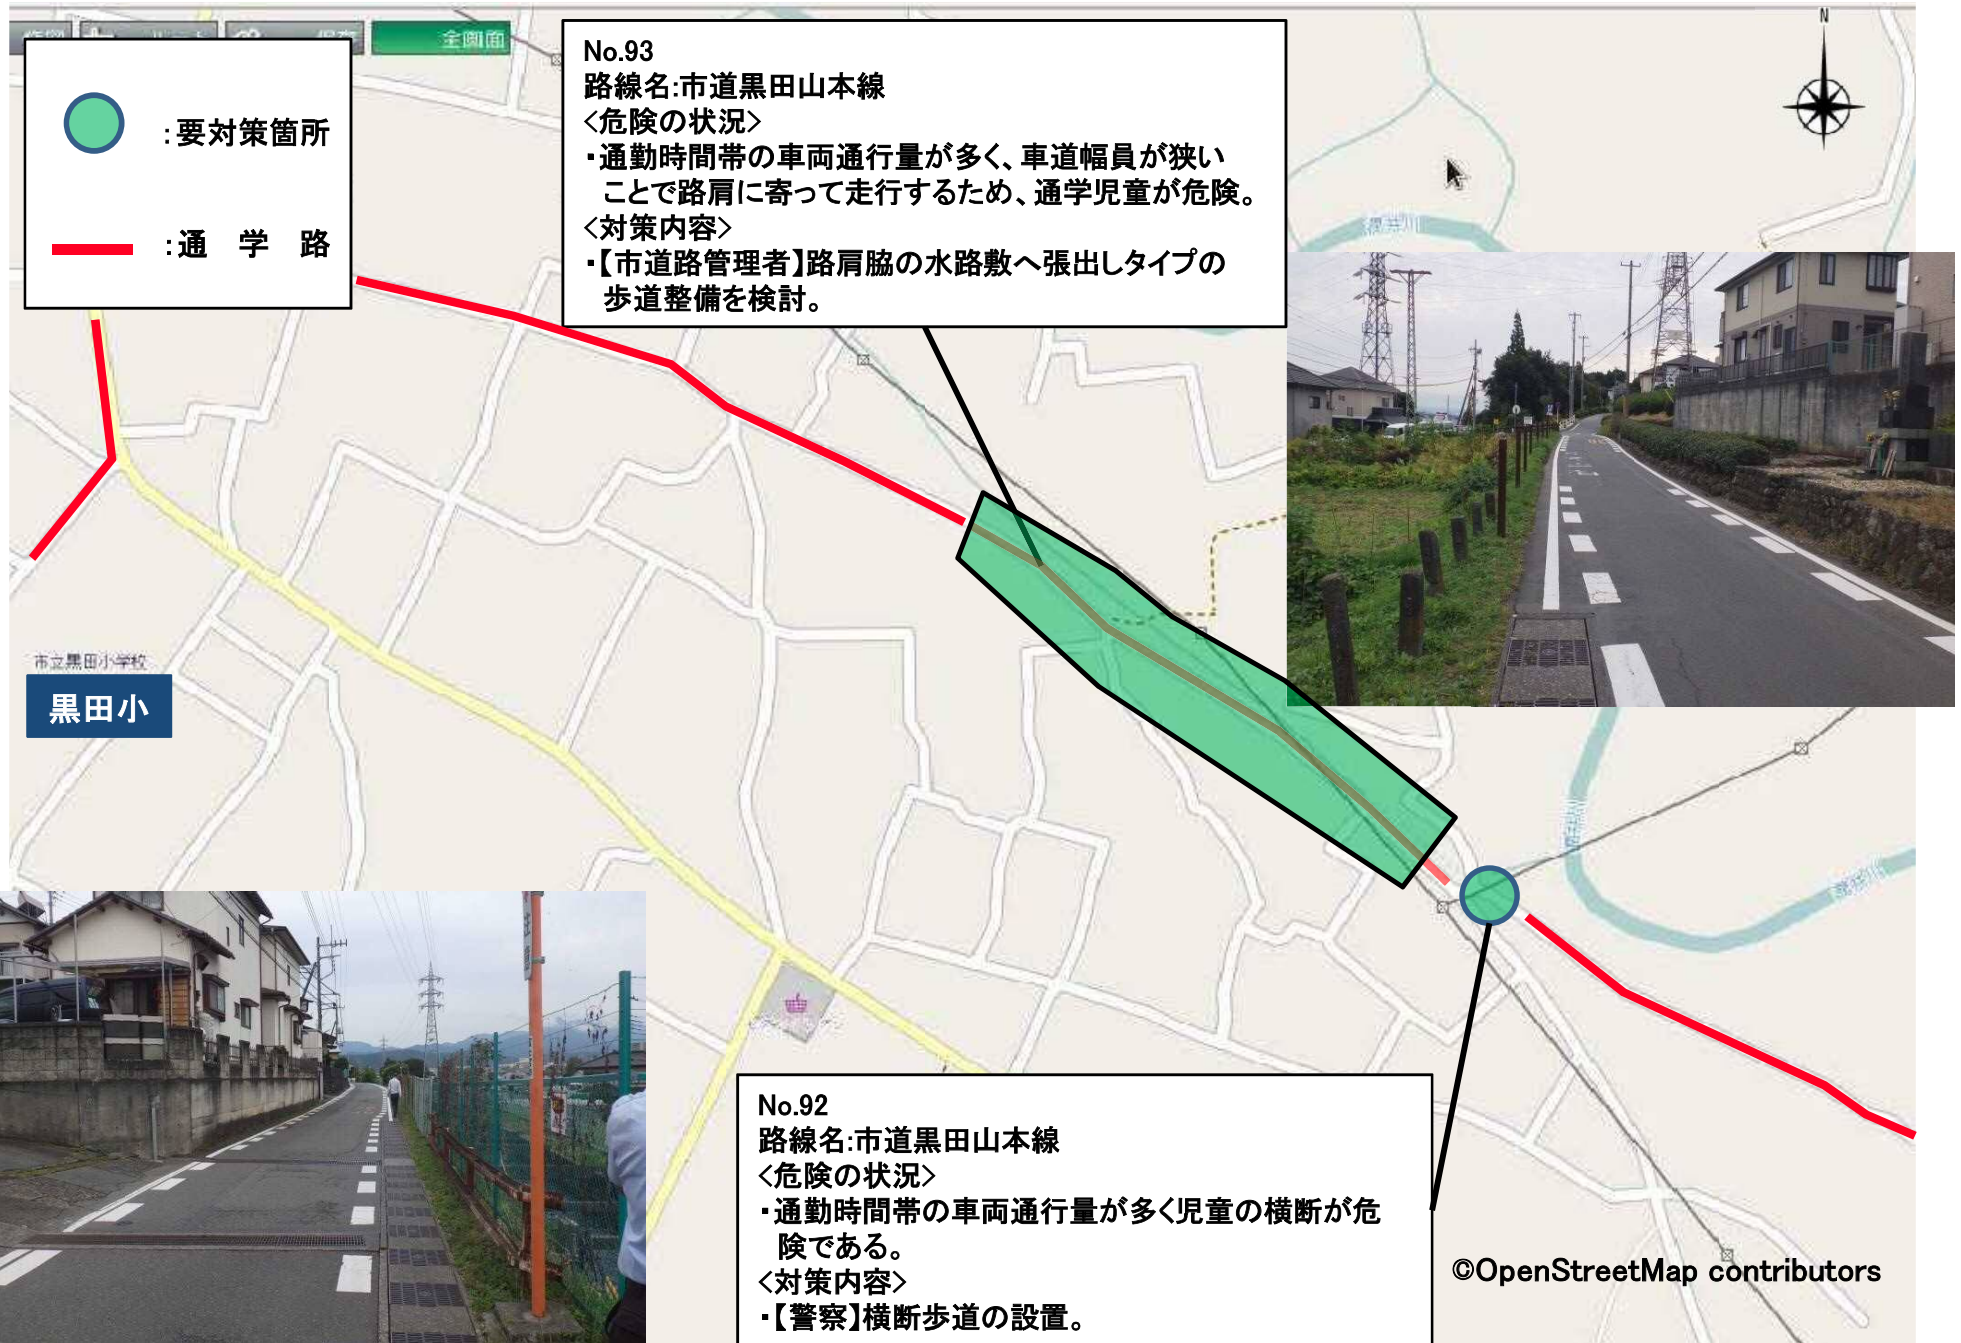 全画面
:要対策箇所
:通 学 路
No.93
路線名:市道黒田山本線
<危険の状況>
・通勤時間帯の車両通行量が多く、車道幅員が狭い
ことで路肩に寄って走行するため、通学児童が危険。
<対策内容>
・【市道路管理者】路肩脇の水路敷へ張出しタイプの
歩道整備を検討。
N
市立黒田小学校
黒田小
No.92
路線名:市道黒田山本線
<危険の状況>
・通勤時間帯の車両通行量が多く児童の横断が危
険である。
<対策内容>
・【警察】横断歩道の設置。
©OpenStreetMap contributors